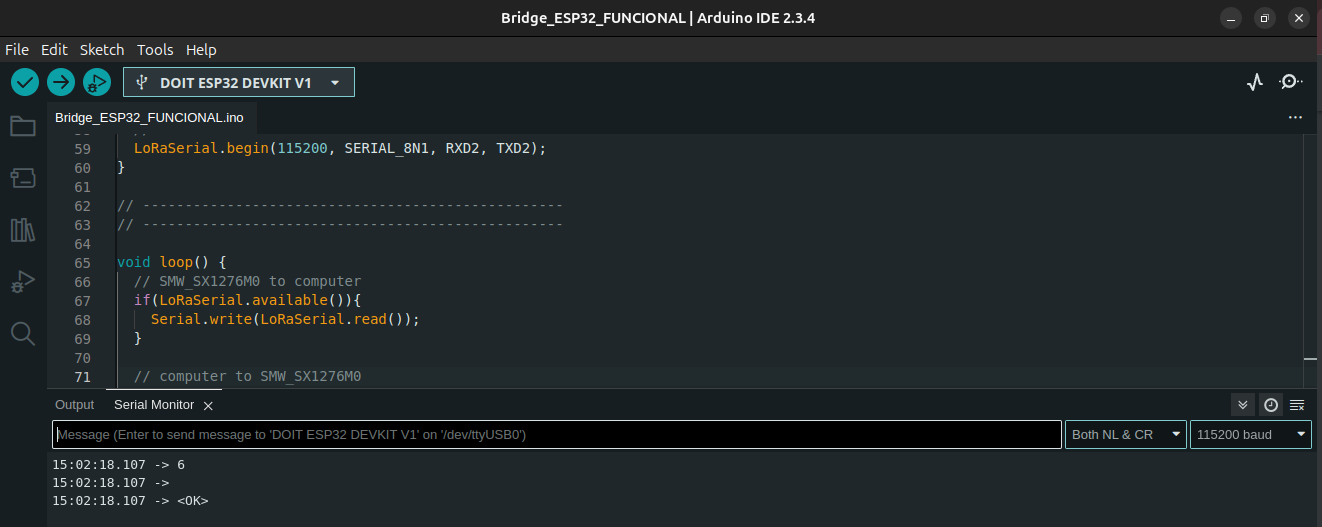 Bridge_ESP32_FUNCIONAL | Arduino IDE 2.3.4
File Edit Sketch Tools Help
DOIT ESP32 DEVKIT V1
Bridge_ESP32_FUNCIONAL.ino
59 LoRaSerial.begin(115200, SERIAL_8N1, RXD2, TXD2);
60 }
61
62 // --------------------------------------------------
63 // --------------------------------------------------
64
65 void loop() {
66 // SMW_SX1276M0 to computer
67 if(LoRaSerial.available()){
68 Serial.write(LoRaSerial.read());
69 }
70
71 // computer to SMW_SX1276M0
Output Serial Monitor
Message (Enter to send message to 'DOIT ESP32 DEVKIT V1' on '/dev/ttyUSB0') Both NL & CR 115200 baud
15:02:18.107 -> 6
15:02:18.107 ->
15:02:18.107 -> <OK>